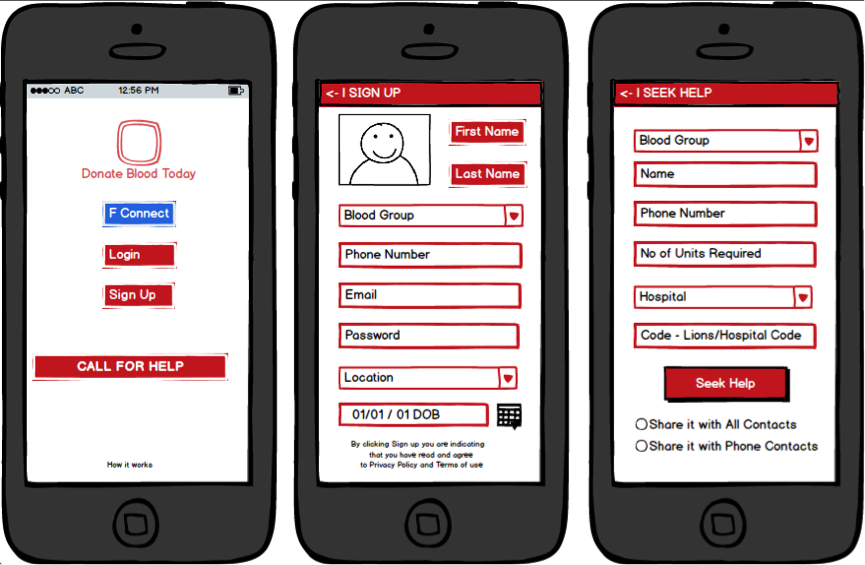 ABC 12:56 PM
Donate Blood Today
F Connect
Login
Sign Up
CALL FOR HELP
How it works
<- I SIGN UP
First Name
Last Name
Blood Group
Phone Number
Email
Password
Location
01/01 / 01 DOB
By clicking Sign up you are indicating
that you have read and agree
to Privacy Policy and Terms of use
<- I SEEK HELP
Blood Group
Name
Phone Number
No of Units Required
Hospital
Code - Lions/Hospital Code
Seek Help
Share it with All Contacts
Share it with Phone Contacts